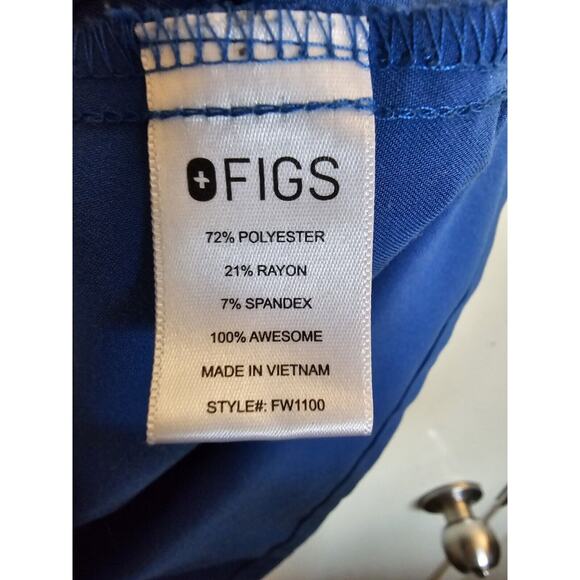 FIGS
72% POLYESTER
21% RAYON
7% SPANDEX
100% AWESOME
MADE IN VIETNAM
STYLE#: FW1100